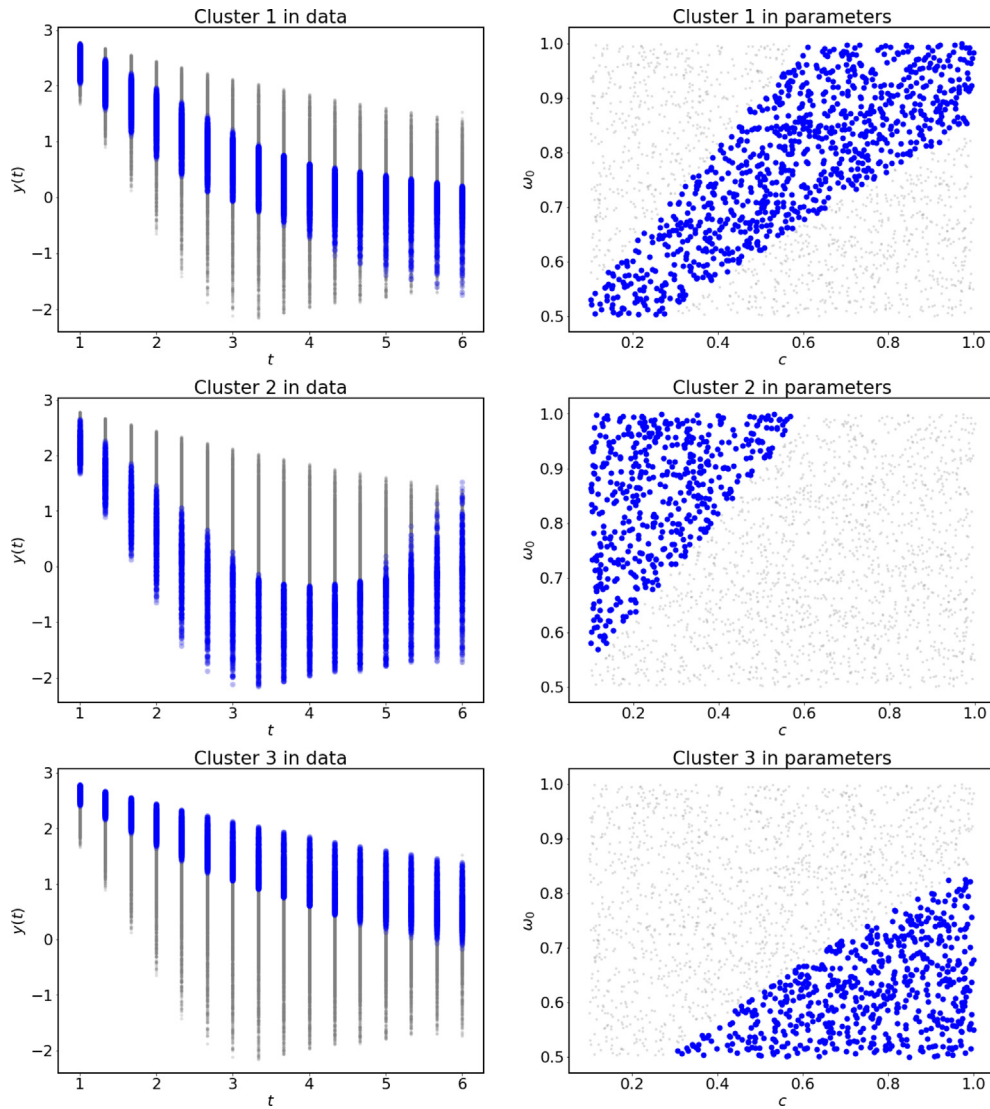 Cluster 1 in data
Cluster 1 in parameters
3
2
1
0
−1
−2
y(t)
1 2 3 4 5 6
t
1.0
0.9
0.8
0.7
0.6
0.5
ω₀
0.2 0.4 0.6 0.8 1.0
c
Cluster 2 in data
Cluster 2 in parameters
3
2
1
0
−1
−2
y(t)
1 2 3 4 5 6
t
1.0
0.9
0.8
0.7
0.6
0.5
ω₀
0.2 0.4 0.6 0.8 1.0
c
Cluster 3 in data
Cluster 3 in parameters
3
2
1
0
−1
−2
y(t)
1 2 3 4 5 6
t
1.0
0.9
0.8
0.7
0.6
0.5
ω₀
0.2 0.4 0.6 0.8 1.0
c